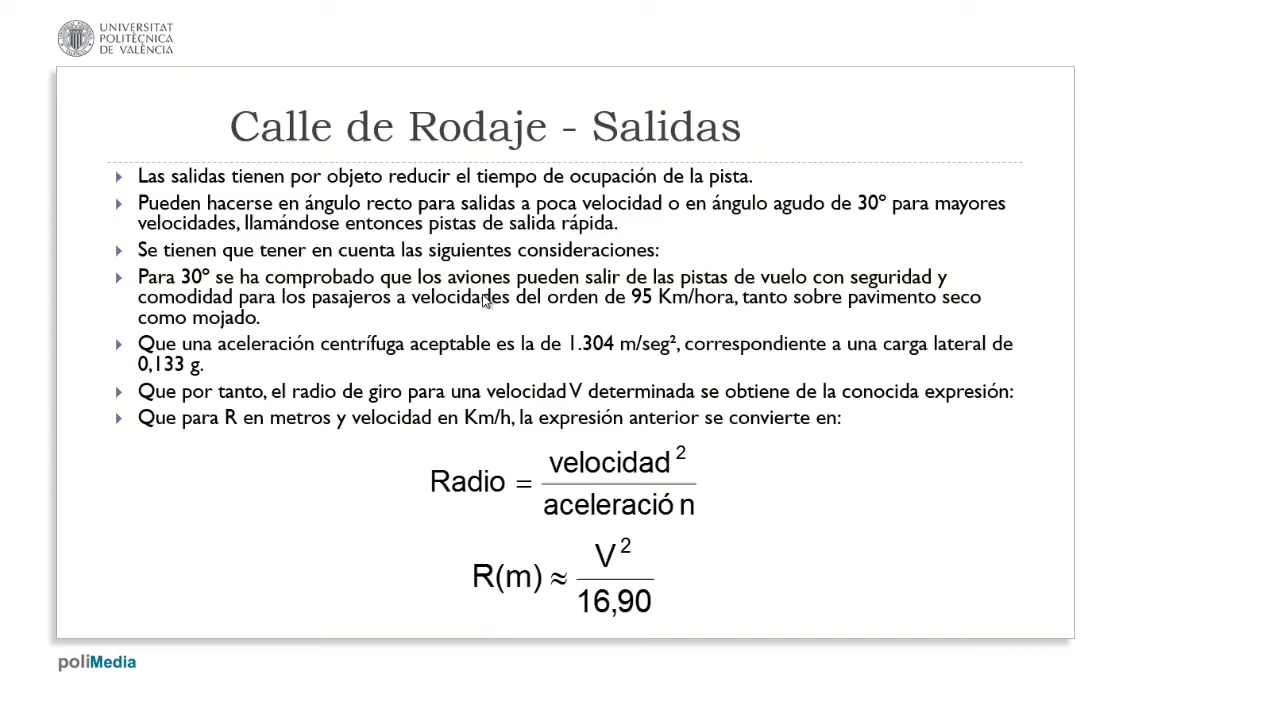 UNIVERSITAT
POLITÈCNICA
DE VALÈNCIA
Calle de Rodaje - Salidas
Las salidas tienen por objeto reducir el tiempo de ocupación de la pista.
Pueden hacerse en ángulo recto para salidas a poca velocidad o en ángulo agudo de 30º para mayores
velocidades, llamándose entonces pistas de salida rápida.
Se tienen que tener en cuenta las siguientes consideraciones:
Para 30º se ha comprobado que los aviones pueden salir de las pistas de vuelo con seguridad y
comodidad para los pasajeros a velocidades del orden de 95 Km/hora, tanto sobre pavimento seco
como mojado.
Que una aceleración centrífuga aceptable es la de 1.304 m/seg², correspondiente a una carga lateral de
0,133 g.
Que por tanto, el radio de giro para una velocidad V determinada se obtiene de la conocida expresión:
Que para R en metros y velocidad en Km/h, la expresión anterior se convierte en:
Radio = velocidad ²
aceleració n
R(m) ≈ V ²
16,90
poliMedia